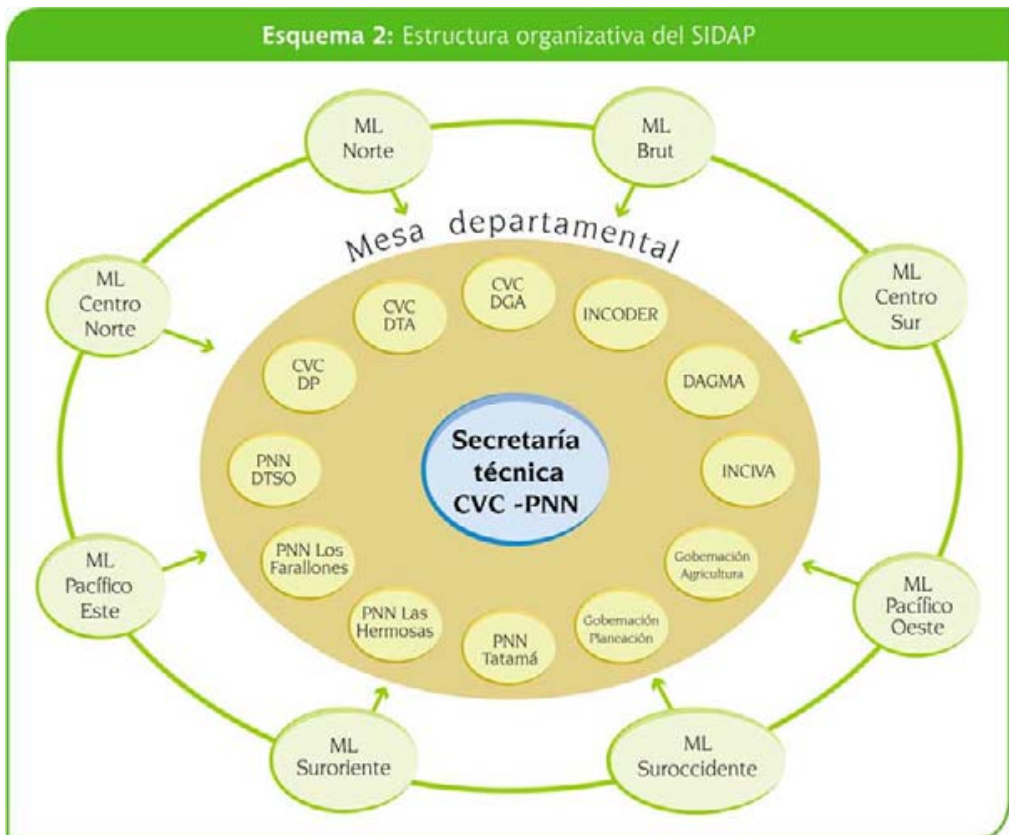 Esquema 2: Estructura organizativa del SIDAP
ML
Norte
ML
Brut
Mesa departamental
ML
Centro
Norte
ML
Centro
Sur
CVC
DGA
CVC
DTA
INCODER
CVC
DP
DAGMA
PNN
DTSO
Secretaría
técnica
CVC -PNN
INCIVA
PNN Los
Farallones
Gobernación
Agricultura
PNN Las
Hermosas
PNN
Tatamá
Gobernación
Planeación
ML
Pacífico
Este
ML
Pacífico
Oeste
ML
Suroriente
ML
Suroccidente